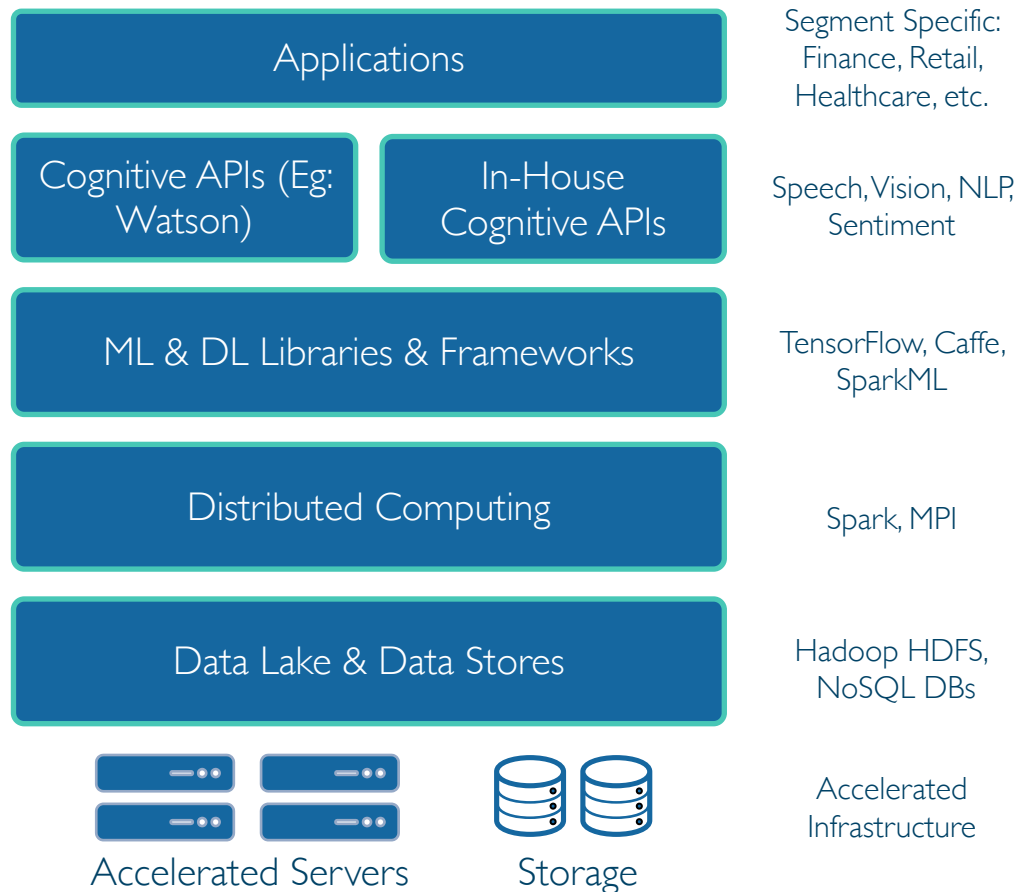 Applications
Segment Specific:
Finance, Retail,
Healthcare, etc.
Cognitive APIs (Eg:
Watson)
In-House
Cognitive APIs
Speech, Vision, NLP,
Sentiment
ML & DL Libraries & Frameworks
TensorFlow, Caffe,
SparkML
Distributed Computing
Spark, MPI
Data Lake & Data Stores
Hadoop HDFS,
NoSQL DBs
Accelerated Servers
Storage
Accelerated
Infrastructure